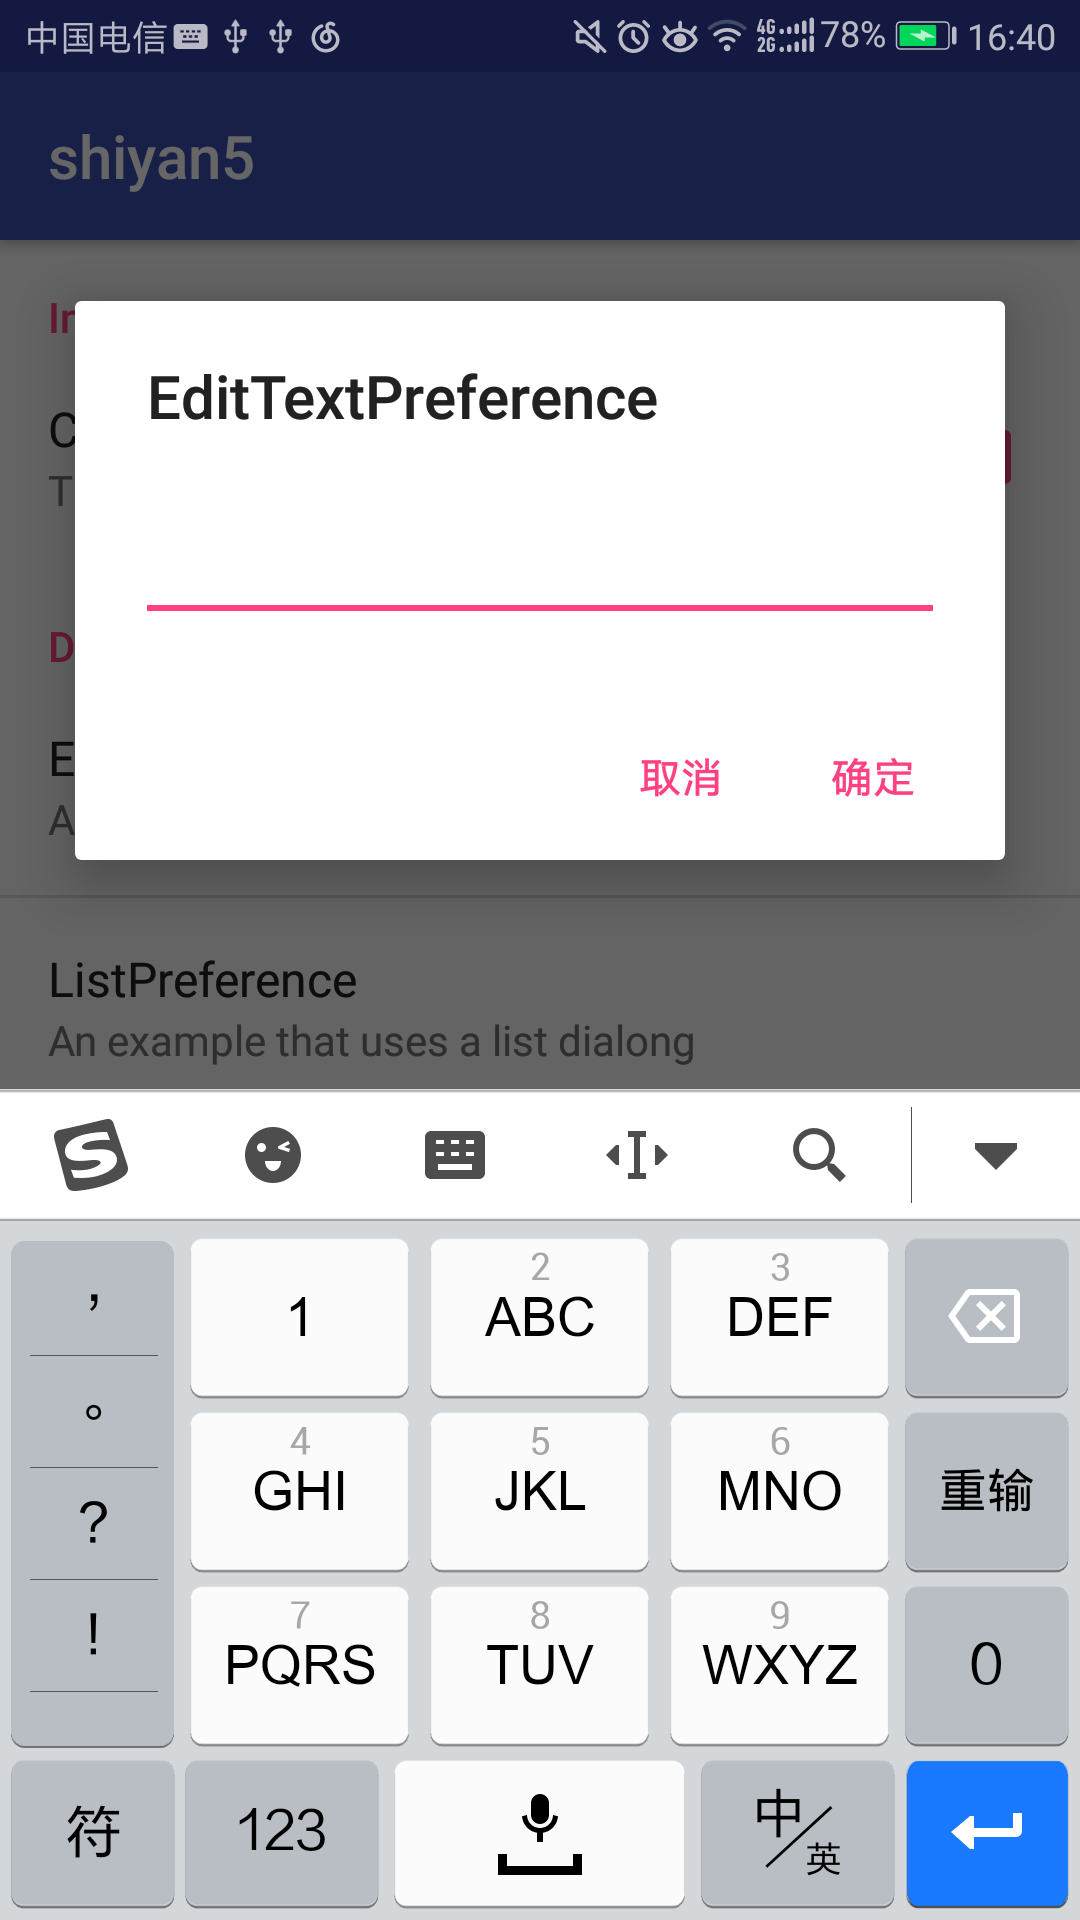 中国电信 4G 2G 78% 16:40
shiyan5
EditTextPreference
取消 确定
ListPreference
An example that uses a list dialong
， 1 2 ABC 3 DEF
。 4 GHI 5 JKL 6 MNO 重输
? 7 PQRS 8 TUV 9 WXYZ 0
!
符 123 中/英